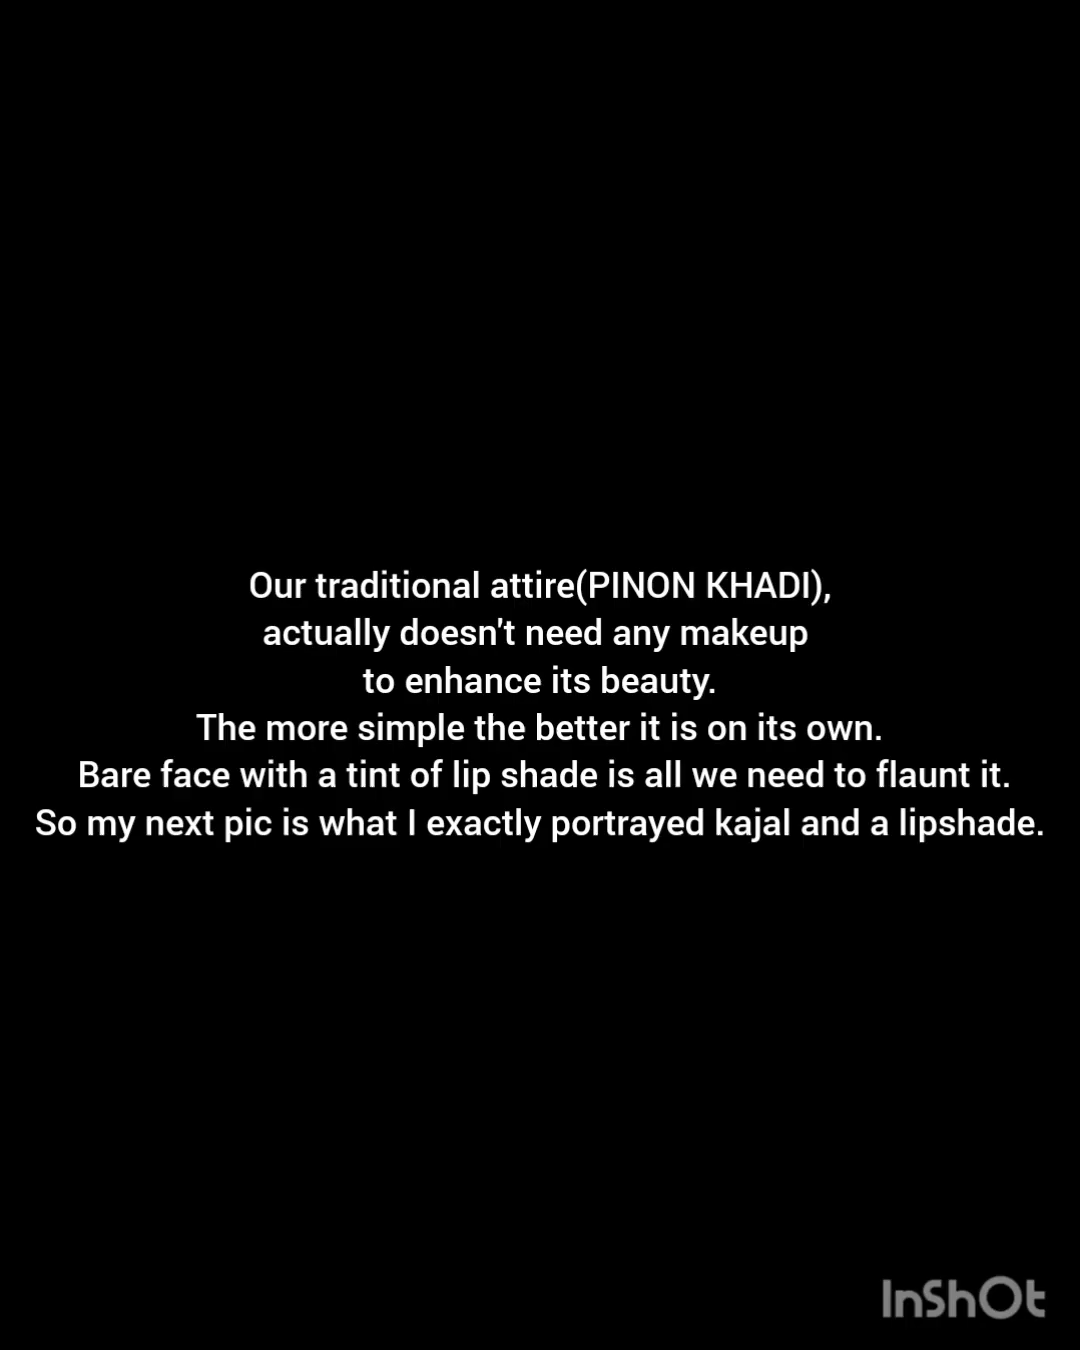 Our traditional attire(PINON KHADI),
actually doesn't need any makeup
to enhance its beauty.
The more simple the better it is on its own.
Bare face with a tint of lip shade is all we need to flaunt it.
So my next pic is what I exactly portrayed kajal and a lipshade.
InShOt